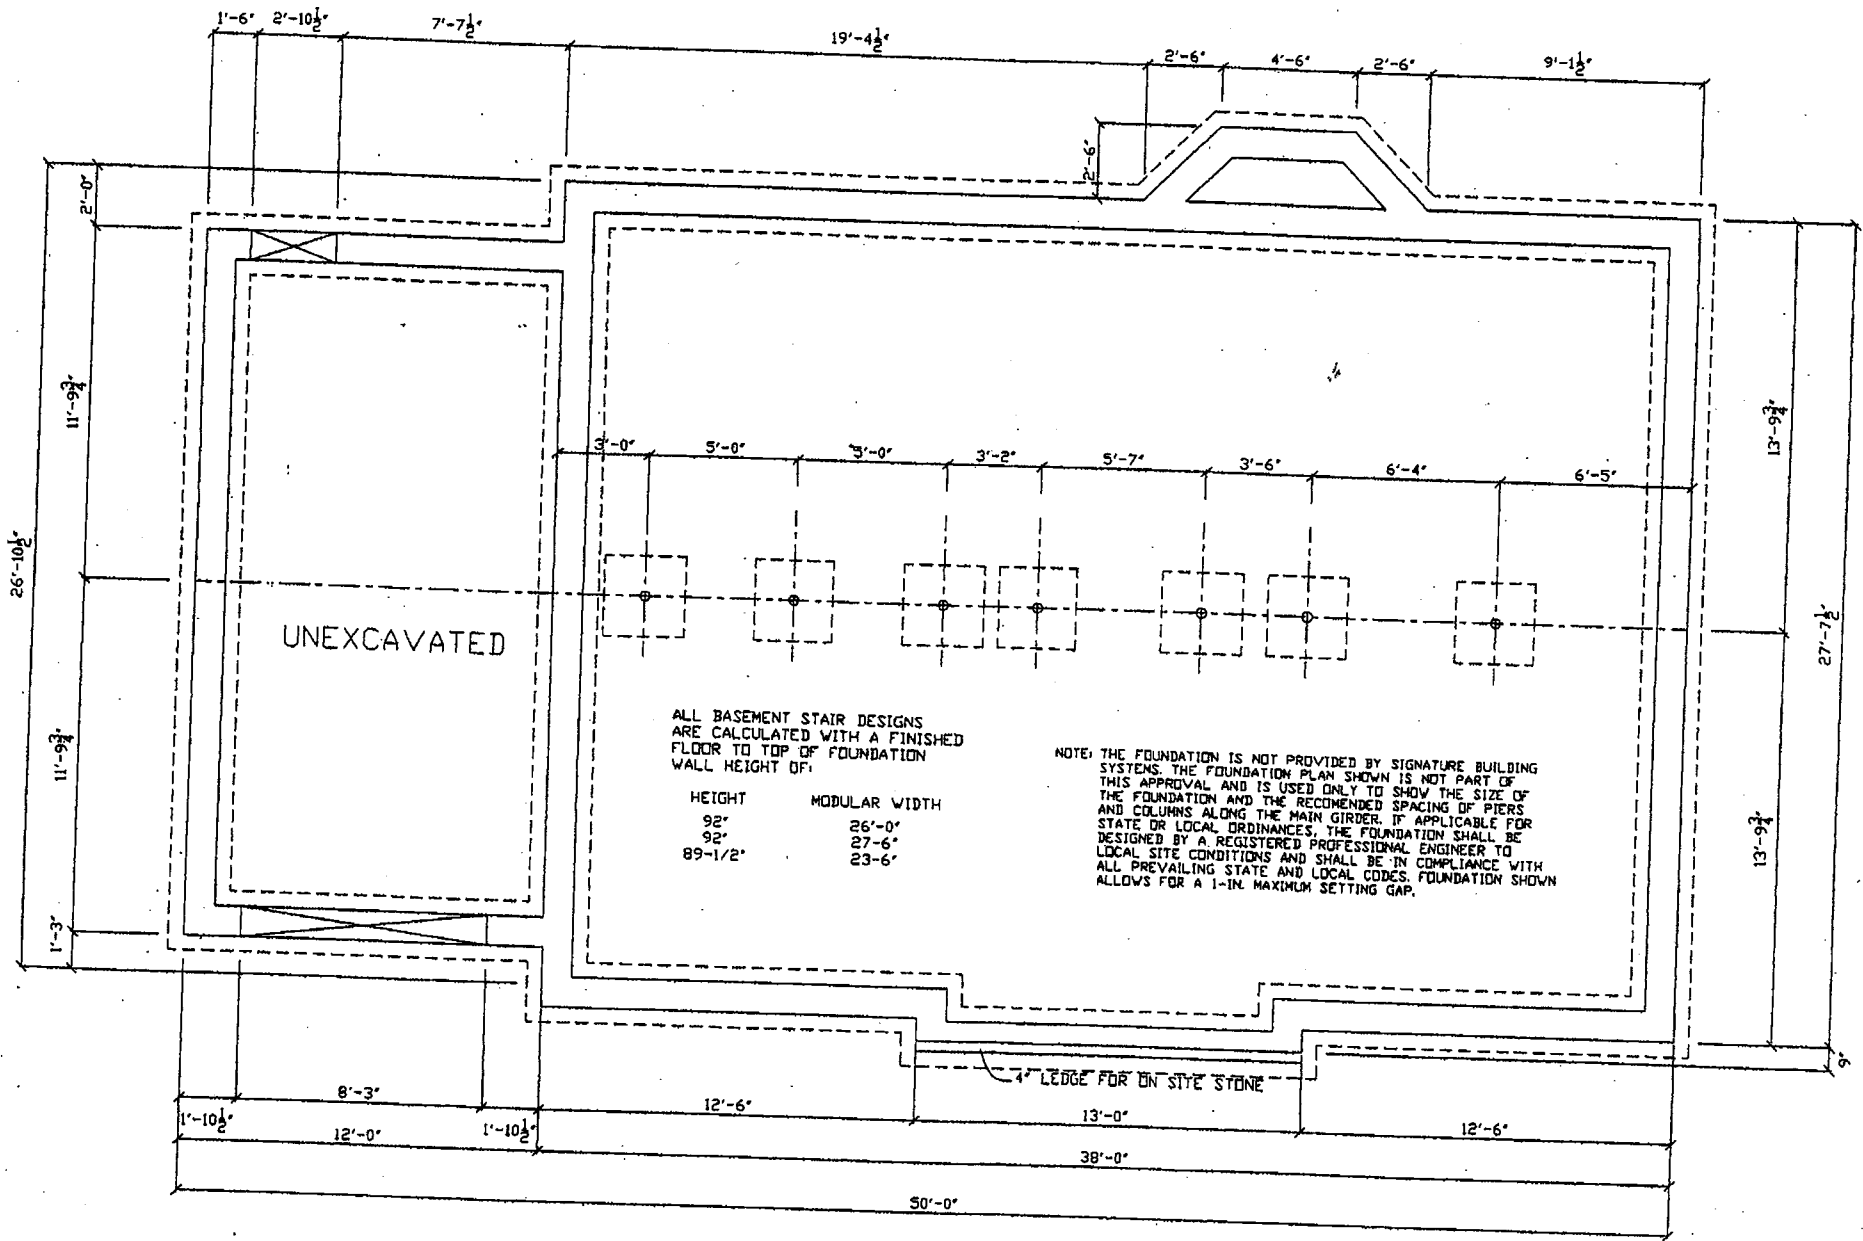 1'-6" 2'-10½" 7'-7½" 19'-4½" 2'-6" 4'-6" 2'-6" 9'-1½"
2'-6"
2'-0"
11'-9¾"
26'-10½"
11'-9¾"
1'-3"
13'-9¾"
27'-7½"
13'-9¾"
9"
3'-0" 5'-0" 5'-0" 3'-2" 5'-7" 3'-6" 6'-4" 6'-5"
UNEXCAVATED
ALL BASEMENT STAIR DESIGNS
ARE CALCULATED WITH A FINISHED
FLOOR TO TOP OF FOUNDATION
WALL HEIGHT OF:
HEIGHT MODULAR WIDTH
92" 26'-0"
92" 27'-6"
89-1/2" 23-6"
NOTE: THE FOUNDATION IS NOT PROVIDED BY SIGNATURE BUILDING
SYSTEMS. THE FOUNDATION PLAN SHOWN IS NOT PART OF
THIS APPROVAL AND IS USED ONLY TO SHOW THE SIZE OF
THE FOUNDATION AND THE RECOMENDED SPACING OF PIERS
AND COLUMNS ALONG THE MAIN GIRDER. IF APPLICABLE FOR
STATE OR LOCAL ORDINANCES, THE FOUNDATION SHALL BE
DESIGNED BY A REGISTERED PROFESSIONAL ENGINEER TO
LOCAL SITE CONDITIONS AND SHALL BE IN COMPLIANCE WITH
ALL PREVAILING STATE AND LOCAL CODES. FOUNDATION SHOWN
ALLOWS FOR A 1-IN. MAXIMUM SETTING GAP.
4" LEDGE FOR ON SITE STONE
8'-3" 12'-6" 13'-0" 12'-6"
1'-10½" 12'-0" 1'-10½" 38'-0"
50'-0"